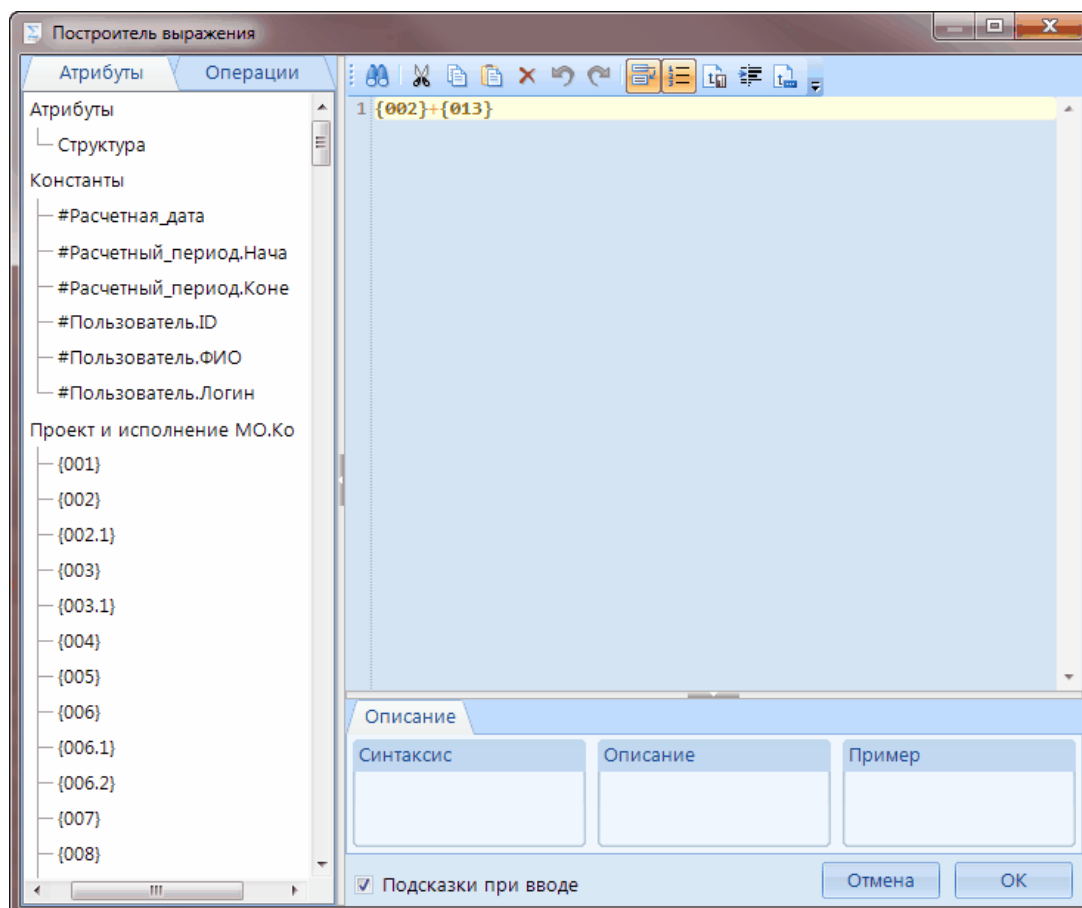 Построитель выражения
Атрибуты
Операции
Атрибуты
Структура
Константы
#Расчетная_дата
#Расчетный_период.Нача
#Расчетный_период.Коне
#Пользователь.ID
#Пользователь.ФИО
#Пользователь.Логин
Проект и исполнение МО.Ко
{001}
{002}
{002.1}
{003}
{003.1}
{004}
{005}
{006}
{006.1}
{006.2}
{007}
{008}
1 {002}+{013}
Описание
Синтаксис
Описание
Пример
Подсказки при вводе
Отмена
ОК